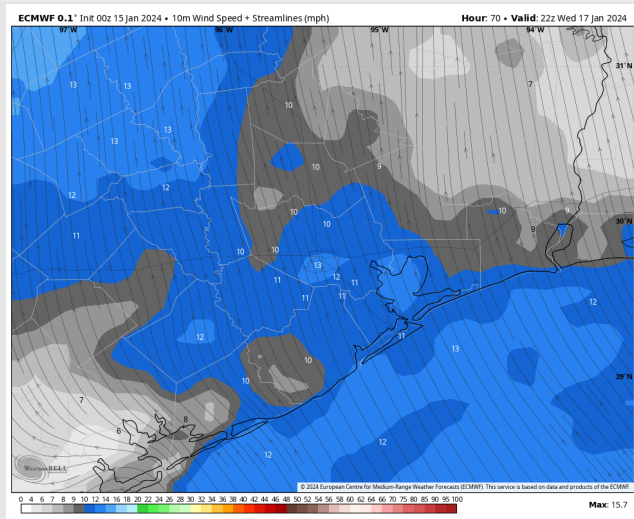 ECMWF 0.1° Init 00z 15 Jan 2024 • 10m Wind Speed + Streamlines (mph)
Hour: 70 • Valid: 22z Wed 17 Jan 2024
97°W 96°W 95°W 94°W
31°N
13 13 7
10
13
13
10 9
12 12
10 10 9
30°N
10 9
11
10 10
13
12
11 11
11 11
12
12 11
13
10
29°N
10
7
8
6
12
12
WeatherBELL
© 2024 European Centre for Medium-Range Weather Forecasts (ECMWF). This service is based on data and products of the ECMWF.
0 4 6 7 8 9 10 12 13 14 15 16 18 20 22 24 26 28 30 32 34 36 38 40 42 44 46 48 50 52 54 56 58 60 62 64 66 68 70 75 80 85 90 95 100
Max: 15.7